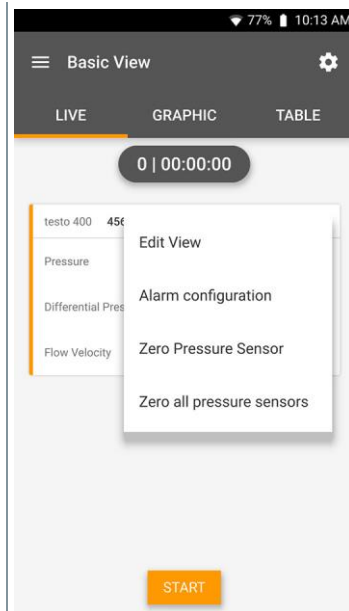 77% 10:13 AM
Basic View
LIVE GRAPHIC TABLE
0 | 00:00:00
testo 400 456
Edit View
Pressure
Alarm configuration
Differential Pres
Zero Pressure Sensor
Flow Velocity
Zero all pressure sensors
START